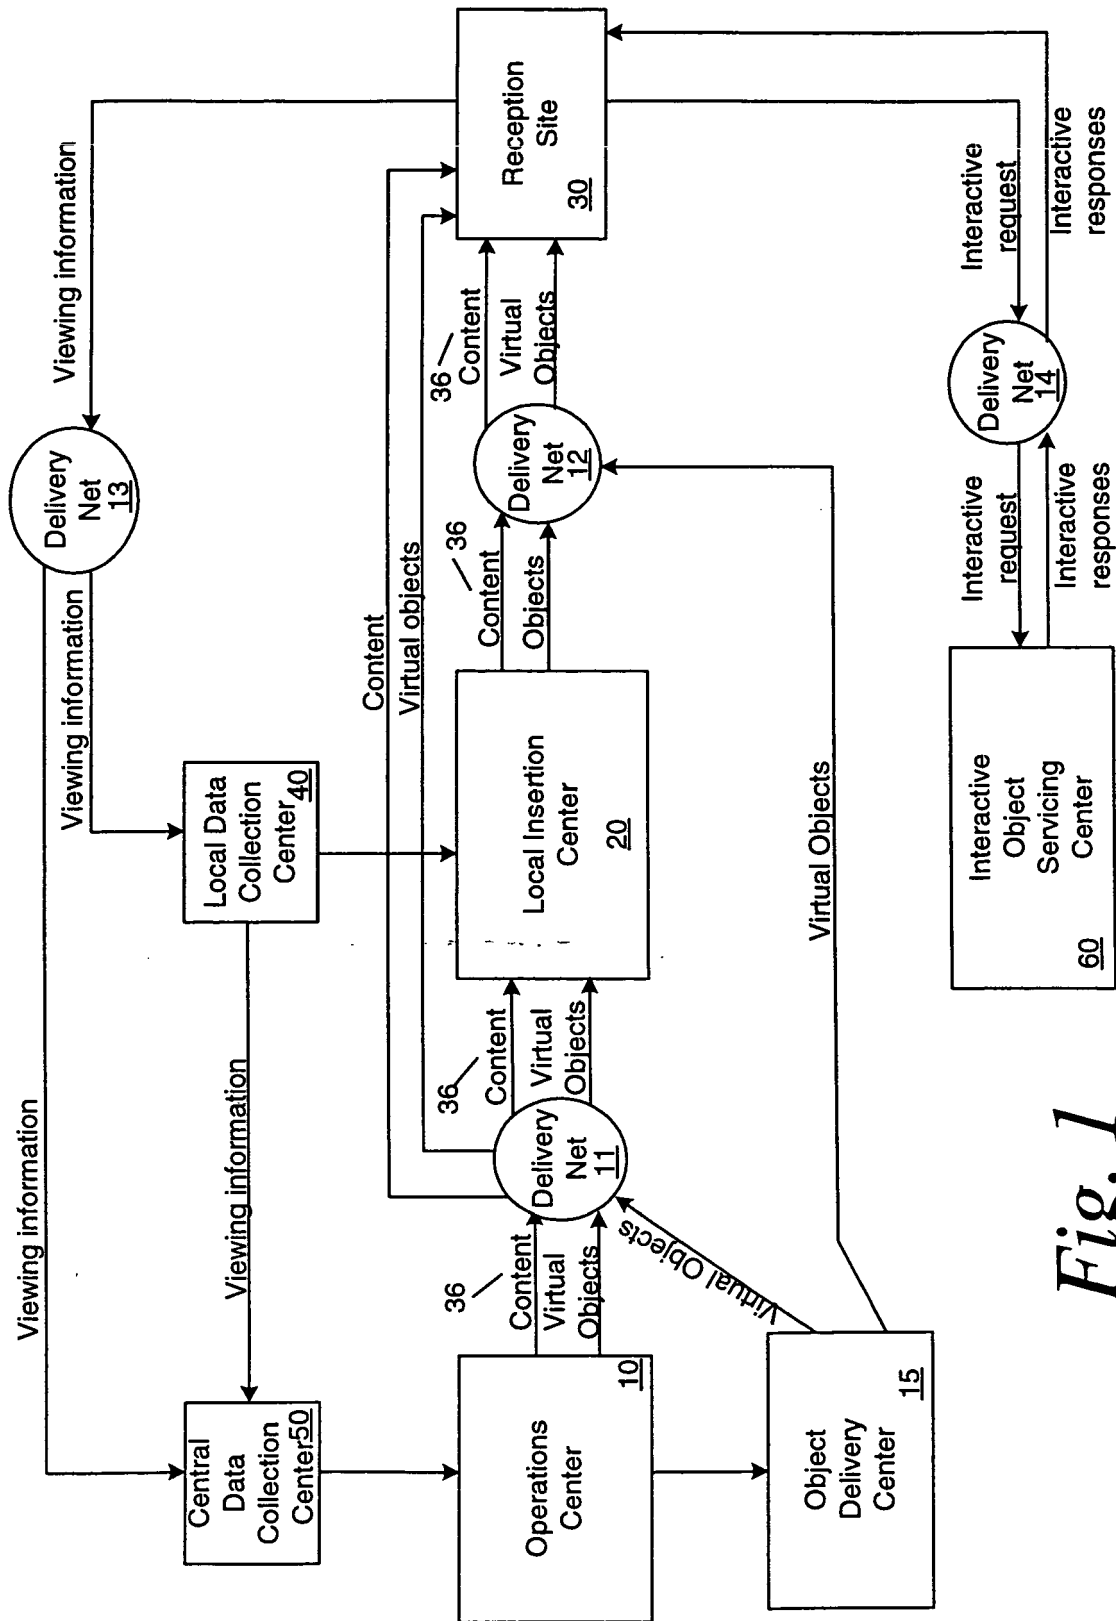 Viewing information
Delivery
Net
13
Viewing information
Viewing information
Viewing information
Central
Data
Collection
Center 50
Local Data
Collection
Center 40
Content
Virtual objects
Operations
Center
10
36
Content
Virtual
Objects
Delivery
Net
11
36
Content
Virtual
Objects
Local Insertion
Center
20
36
Content
Objects
Delivery
Net
12
36
Content
Virtual
Objects
Reception
Site
30
Object
Delivery
Center
15
Virtual Objects
Virtual Objects
Interactive
Object
Servicing
Center
60
Interactive
request
Interactive
responses
Delivery
Net
14
Interactive
request
Interactive
responses
Fig. 1